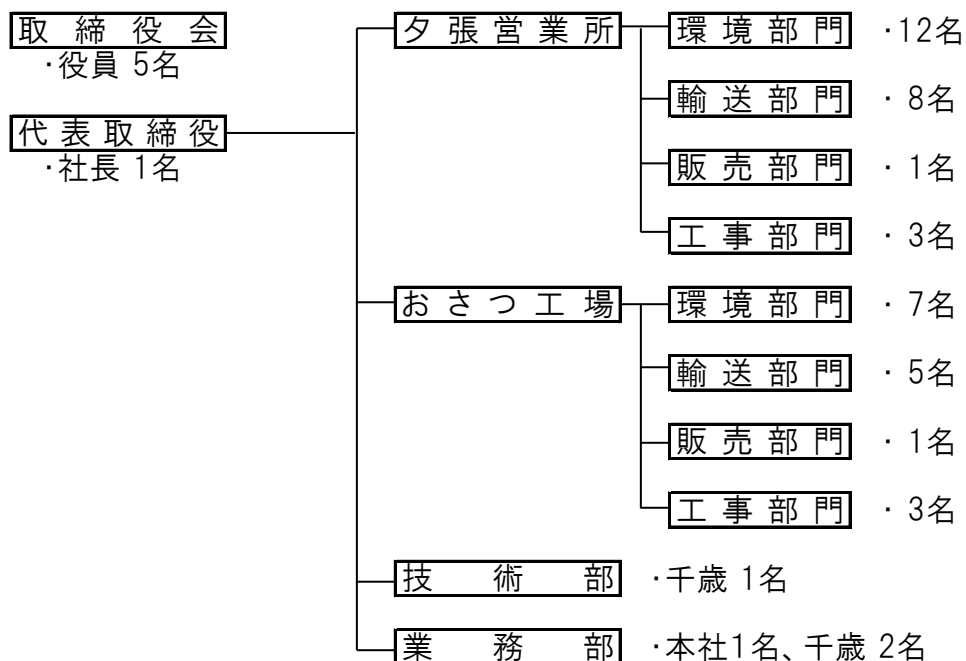 取締役会
・役員 5名
代表取締役
・社長 1名
夕張営業所
環境部門 ・12名
輸送部門 ・ 8名
販売部門 ・ 1名
工事部門 ・ 3名
おさつ工場
環境部門 ・ 7名
輸送部門 ・ 5名
販売部門 ・ 1名
工事部門 ・ 3名
技術部 ・千歳 1名
業務部 ・本社1名、千歳 2名